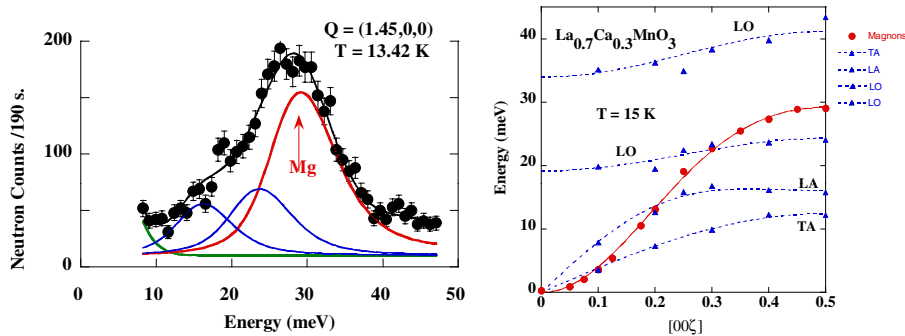 Q = (1.45,0,0)
T = 13.42 K
Mg
Neutron Counts /190 s.
200
100
0
0 10 20 30 40 50
Energy (meV)
La0.7Ca0.3MnO3
T = 15 K
LO
LO
LA
TA
Energy (meV)
40
30
20
10
0
0 0.1 0.2 0.3 0.4 0.5
[00ζ]
Magnons
TA
LA
LO
LO